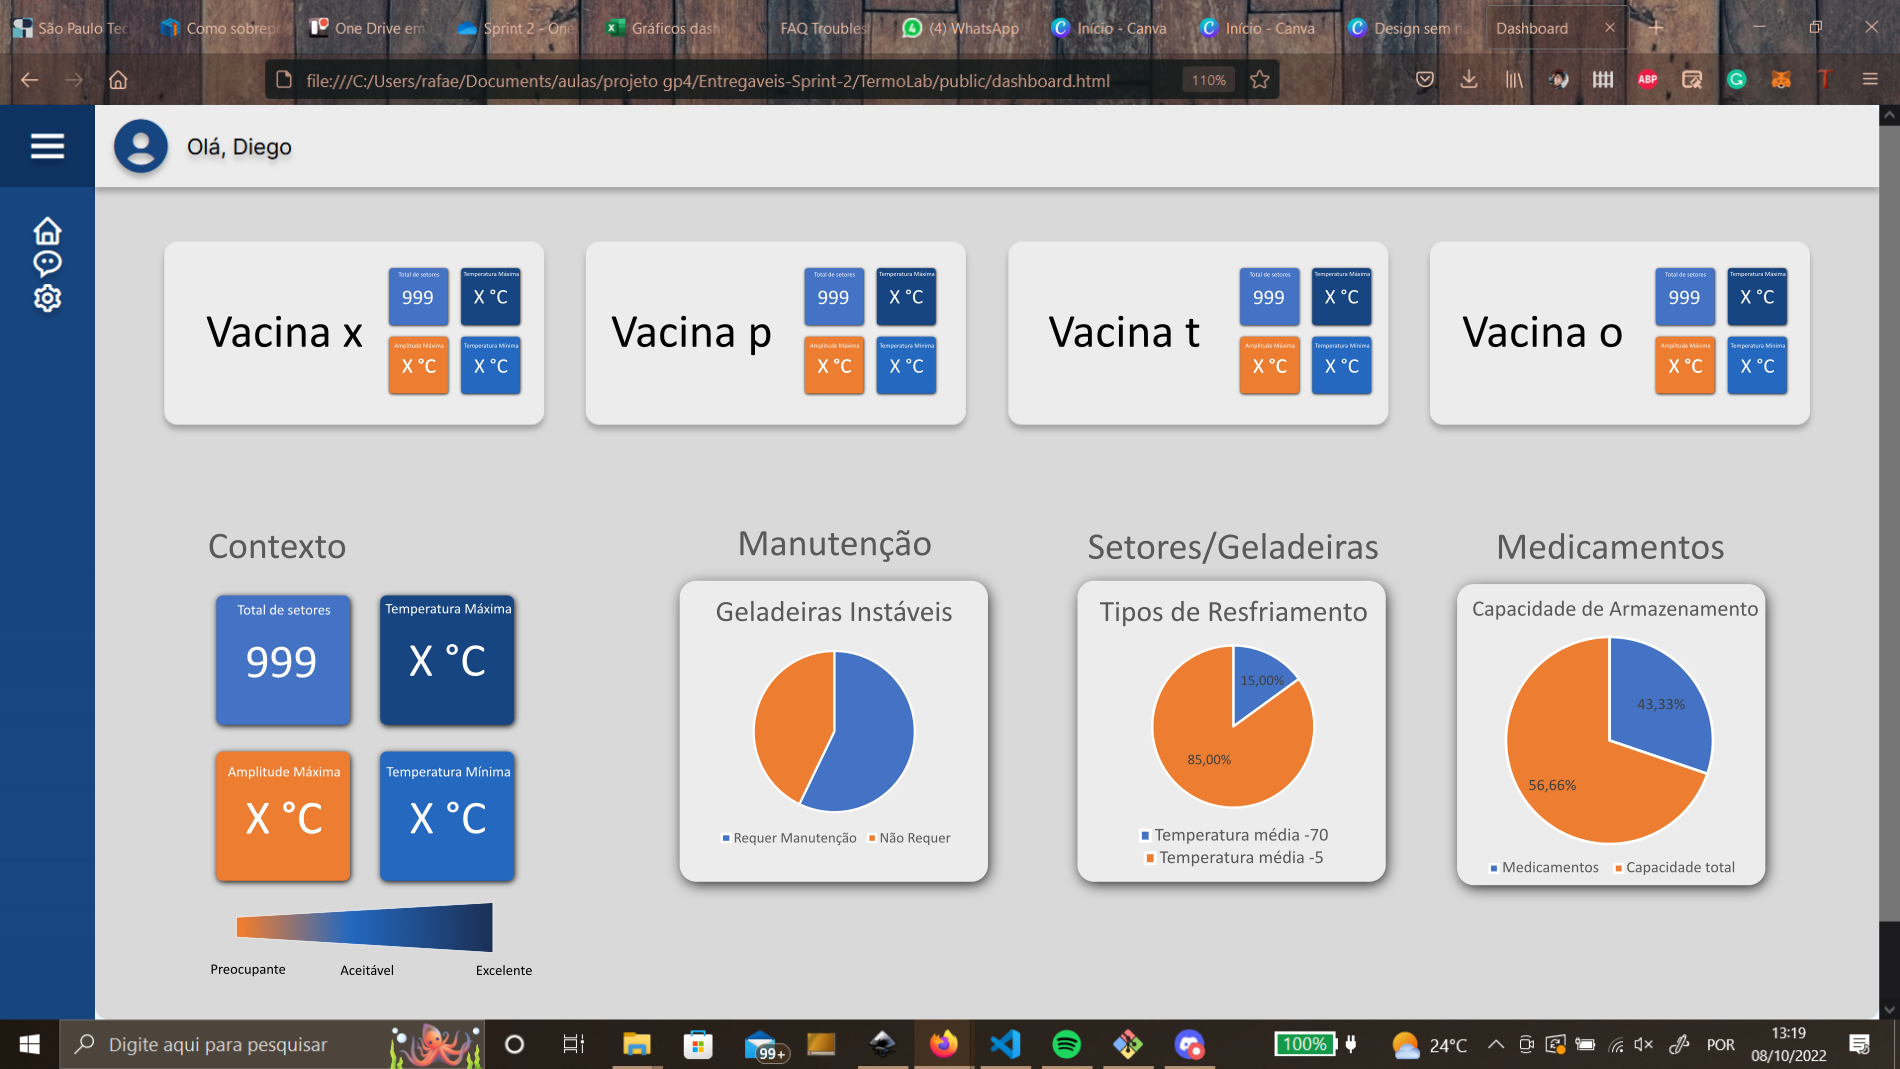 São Paulo Tec
Como sobrepo
One Drive em
Sprint 2 - One
Gráficos dash
FAQ Troubles
(4) WhatsApp
Início - Canva
Início - Canva
Design sem n
Dashboard
file:///C:/Users/rafae/Documents/aulas/projeto gp4/Entregaveis-Sprint-2/TermoLab/public/dashboard.html
110%
ABP
Olá, Diego
Vacina x
Total de setores
999
Temperatura Máxima
X °C
Amplitude Máxima
X °C
Temperatura Mínima
X °C
Vacina p
Total de setores
999
Temperatura Máxima
X °C
Amplitude Máxima
X °C
Temperatura Mínima
X °C
Vacina t
Total de setores
999
Temperatura Máxima
X °C
Amplitude Máxima
X °C
Temperatura Mínima
X °C
Vacina o
Total de setores
999
Temperatura Máxima
X °C
Amplitude Máxima
X °C
Temperatura Mínima
X °C
Contexto
Total de setores
999
Temperatura Máxima
X °C
Amplitude Máxima
X °C
Temperatura Mínima
X °C
Preocupante
Aceitável
Excelente
Manutenção
Geladeiras Instáveis
Requer Manutenção
Não Requer
Setores/Geladeiras
Tipos de Resfriamento
15,00%
85,00%
Temperatura média -70
Temperatura média -5
Medicamentos
Capacidade de Armazenamento
43,33%
56,66%
Medicamentos
Capacidade total
Digite aqui para pesquisar
99+
100%
24°C
POR
13:19
08/10/2022